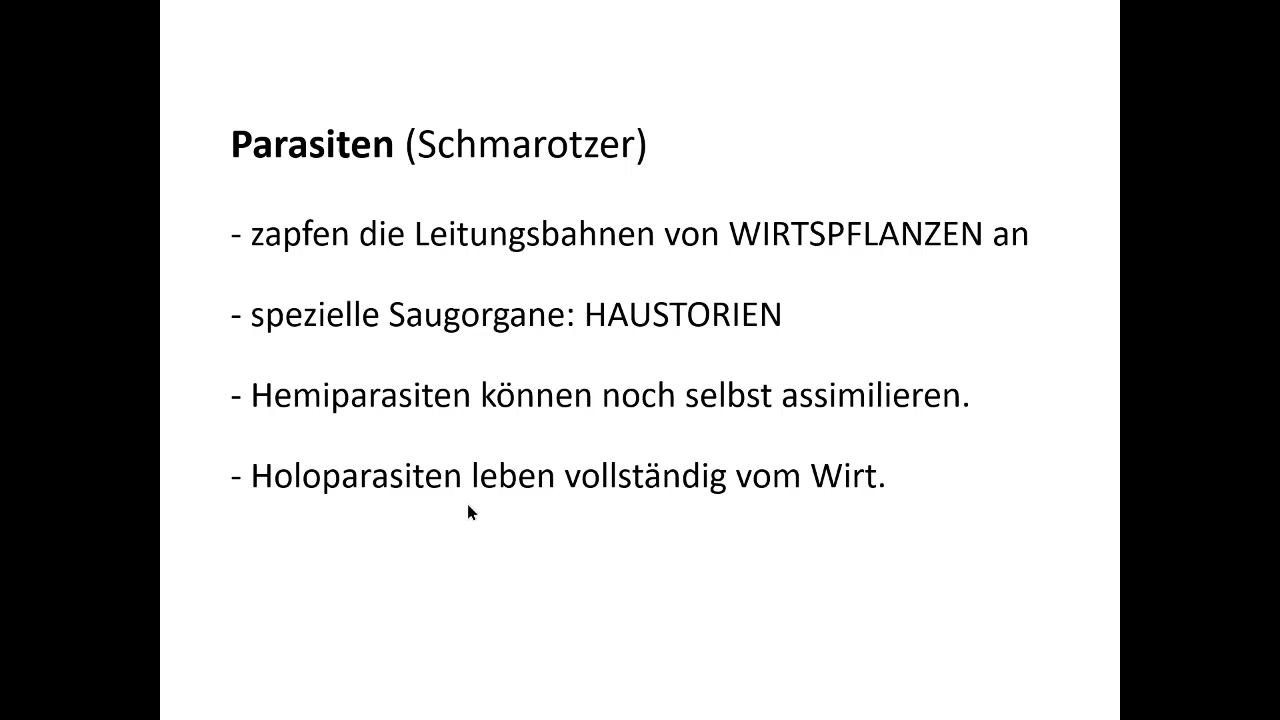 Parasiten (Schmarotzer)
- zapfen die Leitungsbahnen von WIRTSPFLANZEN an
- spezielle Saugorgane: HAUSTORIEN
- Hemiparasiten können noch selbst assimilieren.
- Holoparasiten leben vollständig vom Wirt.